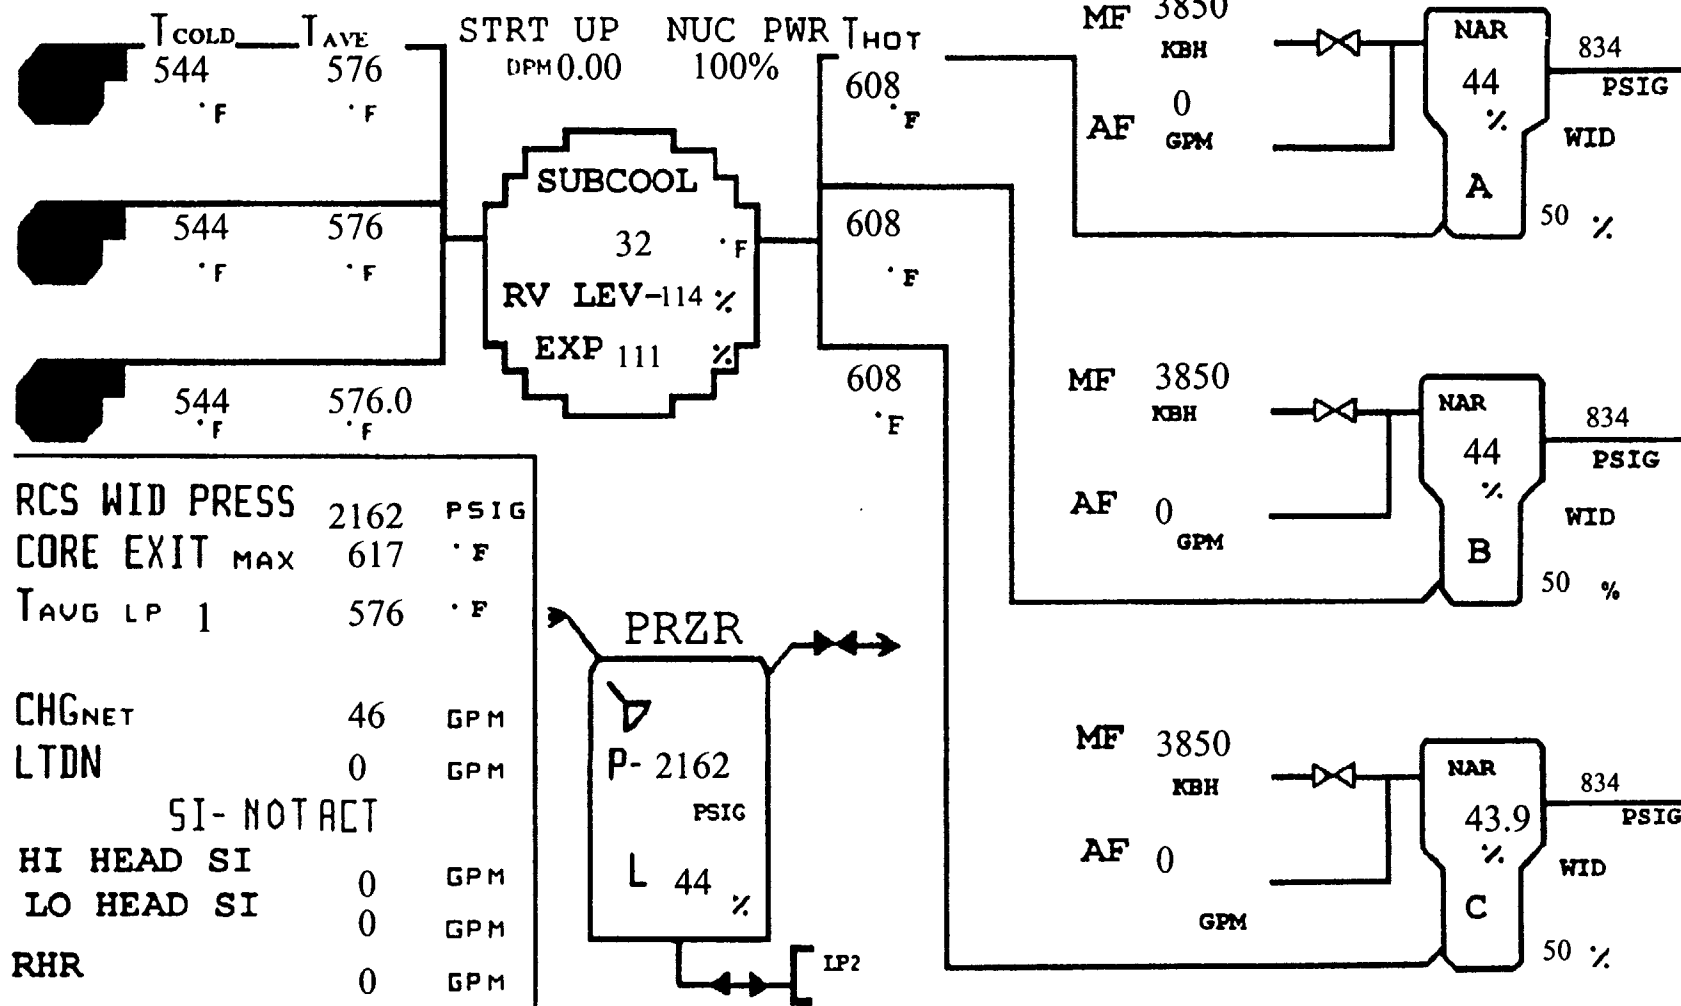 TCOLD TAVE STRT UP NUC PWR THOT
544 576 DPM 0.00 100% 608
°F °F °F
544 576 608
°F °F °F
544 576.0 608
°F °F °F
SUBCOOL
32 °F
RV LEV-114 %
EXP 111 %
MF 3850
KBH
AF 0
GPM
NAR
44
%
A
834
PSIG
WID
50 %
MF 3850
KBH
AF 0
GPM
NAR
44
%
B
834
PSIG
WID
50 %
MF 3850
KBH
AF 0
GPM
NAR
43.9
%
C
834
PSIG
WID
50 %
RCS WID PRESS 2162 PSIG
CORE EXIT MAX 617 °F
TAVG LP 1 576 °F
CHGNET 46 GPM
LTDN 0 GPM
SI- NOT ACT
HI HEAD SI 0 GPM
LO HEAD SI 0 GPM
RHR 0 GPM
PRZR
P- 2162
PSIG
L 44
%
LP2